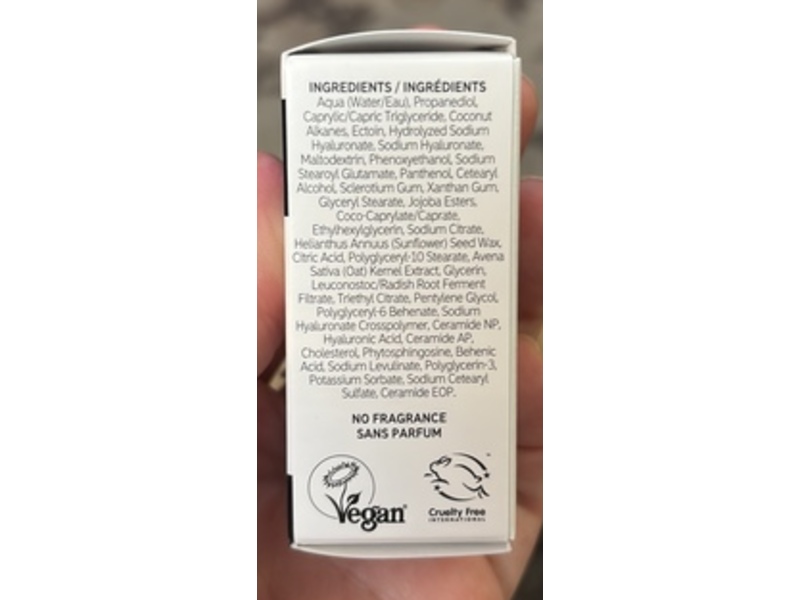 INGREDIENTS / INGRÉDIENTS
Aqua (Water/Eau), Propanediol,
Caprylic/Capric Triglyceride, Coconut
Alkanes, Ectoin, Hydrolyzed Sodium
Hyaluronate, Sodium Hyaluronate,
Maltodextrin, Phenoxyethanol, Sodium
Stearoyl Glutamate, Panthenol, Cetearyl
Alcohol, Sclerotium Gum, Xanthan Gum,
Glyceryl Stearate, Jojoba Esters,
Coco-Caprylate/Caprate,
Ethylhexylglycerin, Sodium Citrate,
Helianthus Annuus (Sunflower) Seed Wax,
Citric Acid, Polyglyceryl-10 Stearate, Avena
Sativa (Oat) Kernel Extract, Glycerin,
Leuconostoc/Radish Root Ferment
Filtrate, Triethyl Citrate, Pentylene Glycol,
Polyglyceryl-6 Behenate, Sodium
Hyaluronate Crosspolymer, Ceramide NP,
Hyaluronic Acid, Ceramide AP,
Cholesterol, Phytosphingosine, Behenic
Acid, Sodium Levulinate, Polyglycerin-3,
Potassium Sorbate, Sodium Cetearyl
Sulfate, Ceramide EOP..
NO FRAGRANCE
SANS PARFUM
Vegan
Cruelty Free
INTERNATIONAL